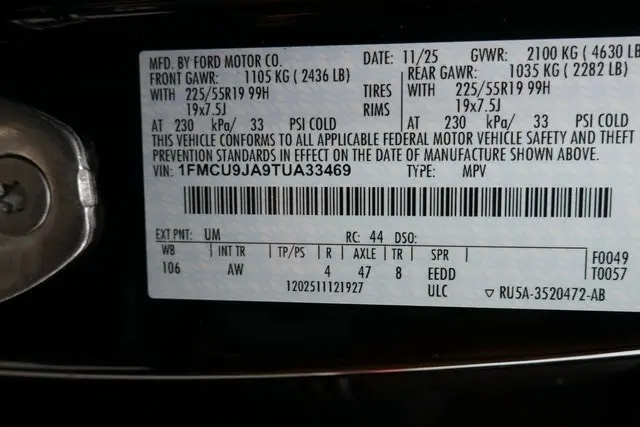 MFD. BY FORD MOTOR CO. DATE: 11/25 GVWR: 2100 KG ( 4630 LB
FRONT GAWR: 1105 KG ( 2436 LB) REAR GAWR: 1035 KG ( 2282 LB)
WITH 225/55R19 99H TIRES WITH 225/55R19 99H
19x7.5J RIMS 19x7.5J
AT 230 kPa/ 33 PSI COLD AT 230 kPa/ 33 PSI COLD
THIS VEHICLE CONFORMS TO ALL APPLICABLE FEDERAL MOTOR VEHICLE SAFETY AND THEFT
PREVENTION STANDARDS IN EFFECT ON THE DATE OF MANUFACTURE SHOWN ABOVE.
VIN: 1FMCU9JA9TUA33469 TYPE: MPV
EXT PNT: UM RC: 44 DSO:
WB INT TR TP/PS R AXLE TR SPR F0049
106 AW 4 47 8 EEDD T0057
1202511121927 ULC ▽ RU5A-3520472-AB